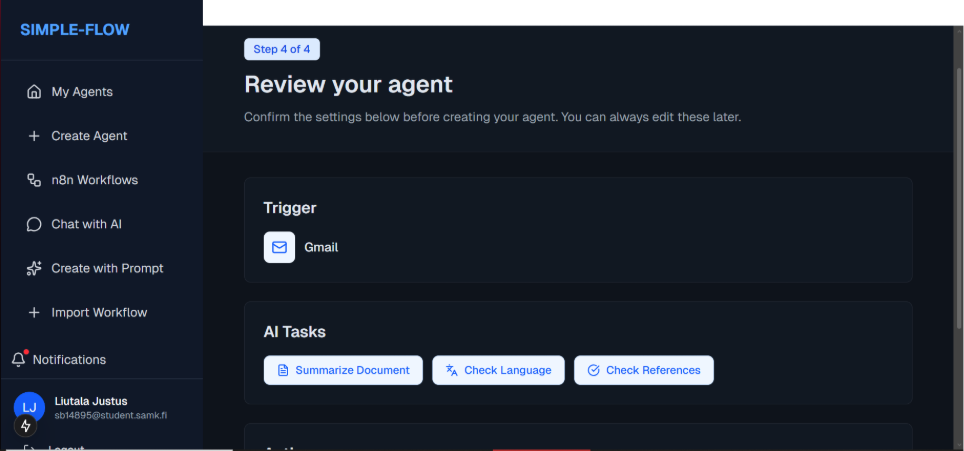 SIMPLE-FLOW
My Agents
Create Agent
n8n Workflows
Chat with AI
Create with Prompt
Import Workflow
Notifications
LJ
Liutala Justus
sb14895@student.samk.fi
Logout
Step 4 of 4
Review your agent
Confirm the settings below before creating your agent. You can always edit these later.
Trigger
Gmail
AI Tasks
Summarize Document
Check Language
Check References